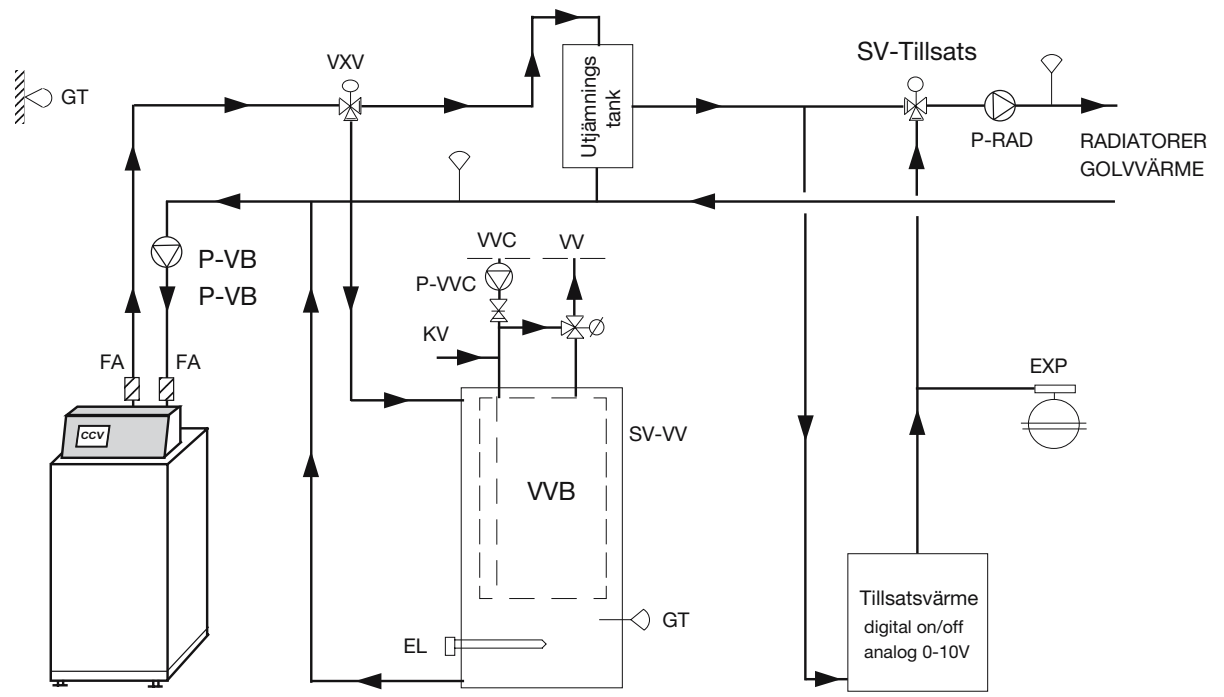 SV-Tillsats
VXV
GT
Utjämnings
tank
P-RAD
RADIATORER
GOLVVÄRME
P-VB
P-VB
VVC
VV
P-VVC
KV
FA
FA
EXP
CCV
SV-VV
VVB
Tillsatsvärme
digital on/off
analog 0-10V
GT
EL